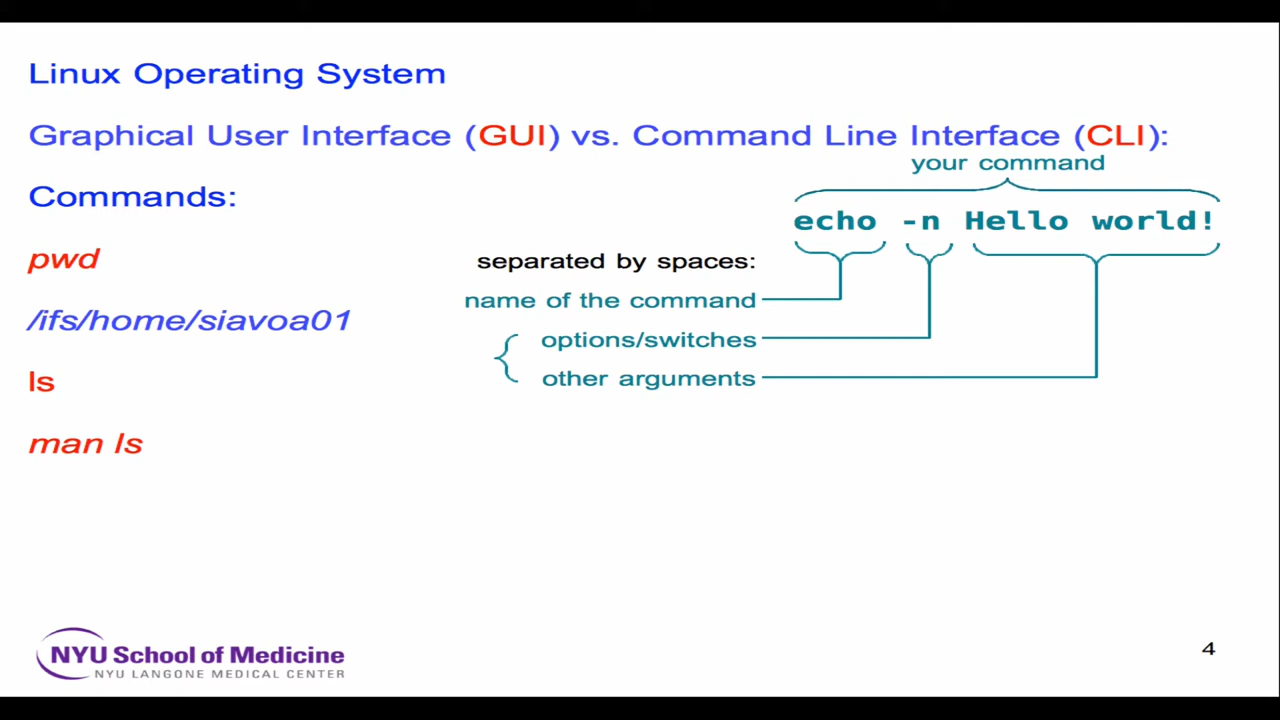 Linux Operating System
Graphical User Interface (GUI) vs. Command Line Interface (CLI):
your command
Commands:
echo -n Hello world!
pwd
separated by spaces:
name of the command
/ifs/home/siavoa01
options/switches
ls
other arguments
man ls
NYU School of Medicine
NYU LANGONE MEDICAL CENTER
4